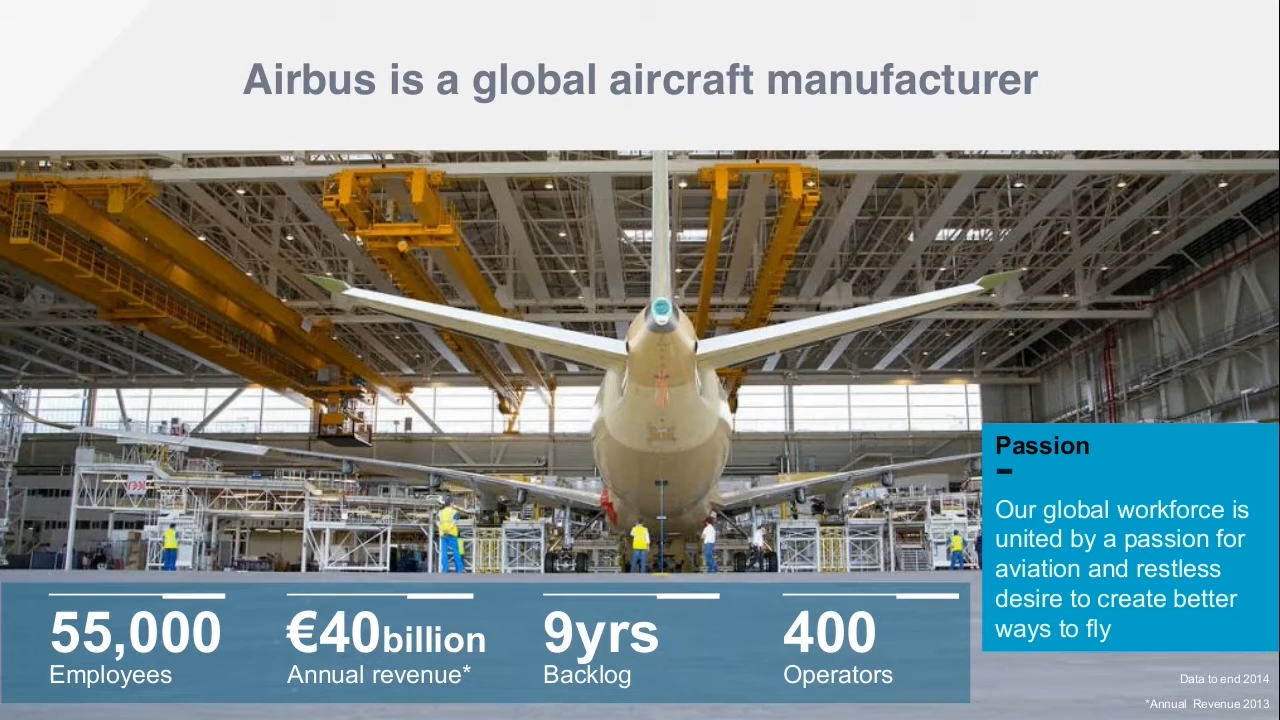 Airbus is a global aircraft manufacturer
Passion
Our global workforce is
united by a passion for
aviation and restless
desire to create better
ways to fly
55,000
Employees
€40billion
Annual revenue*
9yrs
Backlog
400
Operators
Data to end 2014
*Annual Revenue 2013